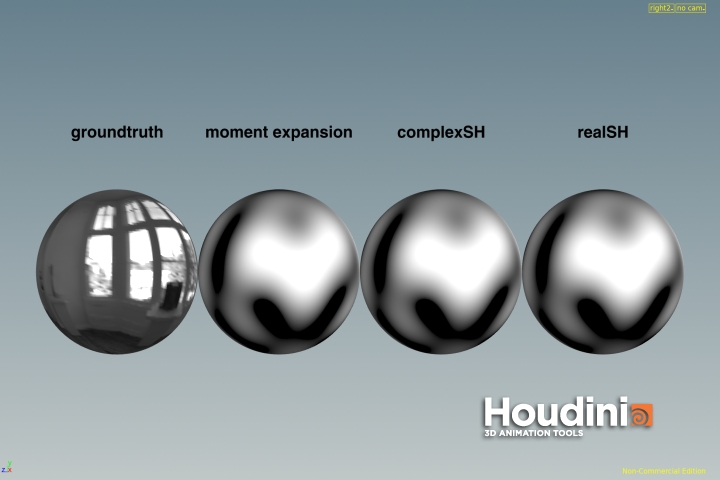 right2 no cam
groundtruth moment expansion complexSH realSH
Houdini
3D ANIMATION TOOLS
z x y
Non-Commercial Edition